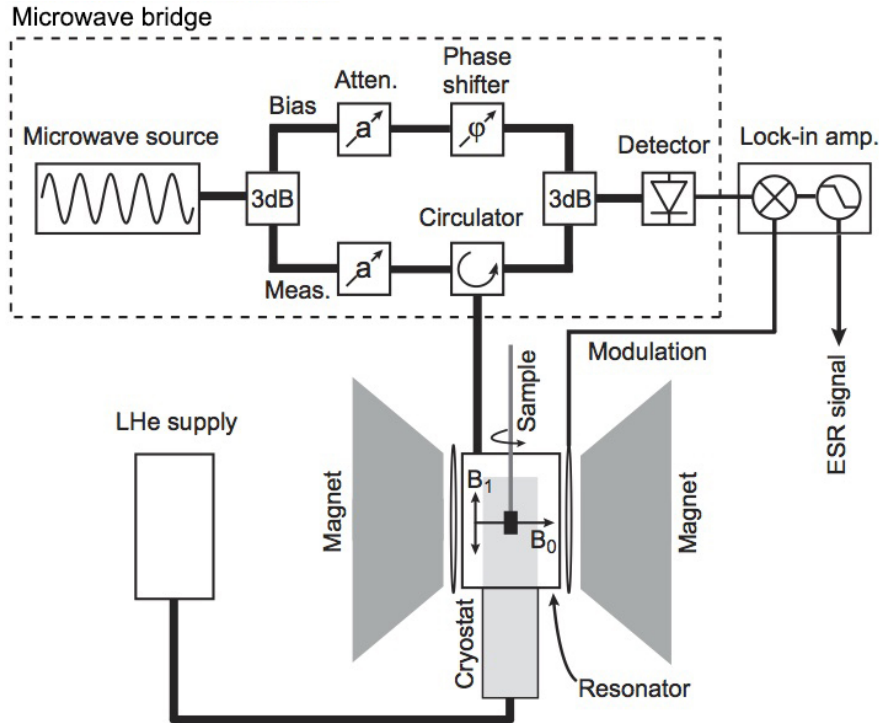 Microwave bridge
Phase
shifter
Atten.
Bias
a
φ
Microwave source
Detector
Lock-in amp.
3dB
3dB
Circulator
Meas.
a
Modulation
ESR signal
LHe supply
Sample
Magnet
B1
B0
Magnet
Cryostat
Resonator